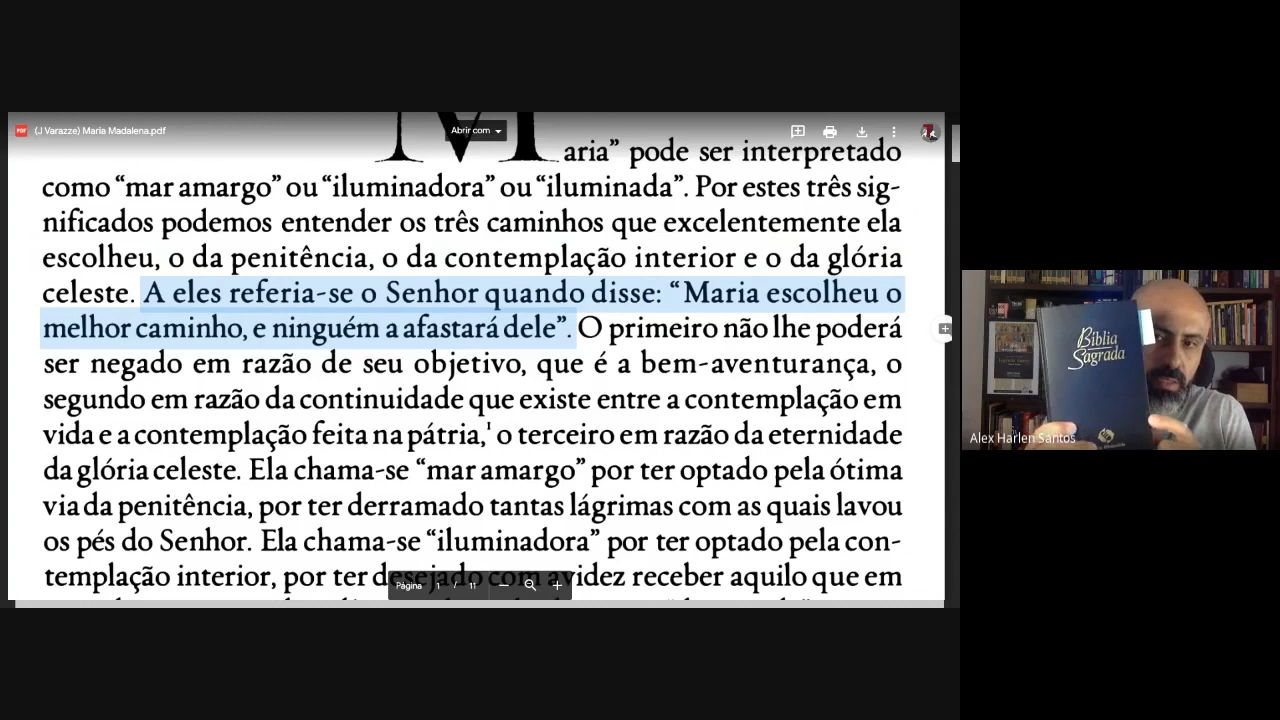 (J Varazze) Maria Madalena.pdf
Abrir com
M
aria” pode ser interpretado
como “mar amargo” ou “iluminadora” ou “iluminada”. Por estes três sig-
nificados podemos entender os três caminhos que excelentemente ela
escolheu, o da penitência, o da contemplação interior e o da glória
celeste. A eles referia-se o Senhor quando disse: “Maria escolheu o
melhor caminho, e ninguém a afastará dele”. O primeiro não lhe poderá
ser negado em razão de seu objetivo, que é a bem-aventurança, o
segundo em razão da continuidade que existe entre a contemplação em
vida e a contemplação feita na pátria,¹ o terceiro em razão da eternidade
da glória celeste. Ela chama-se “mar amargo” por ter optado pela ótima
via da penitência, por ter derramado tantas lágrimas com as quais lavou
os pés do Senhor. Ela chama-se “iluminadora” por ter optado pela con-
templação interior, por ter desejado com avidez receber aquilo que em
Página 1 / 11
Bíblia
Sagrada
Alex Harlen Santos